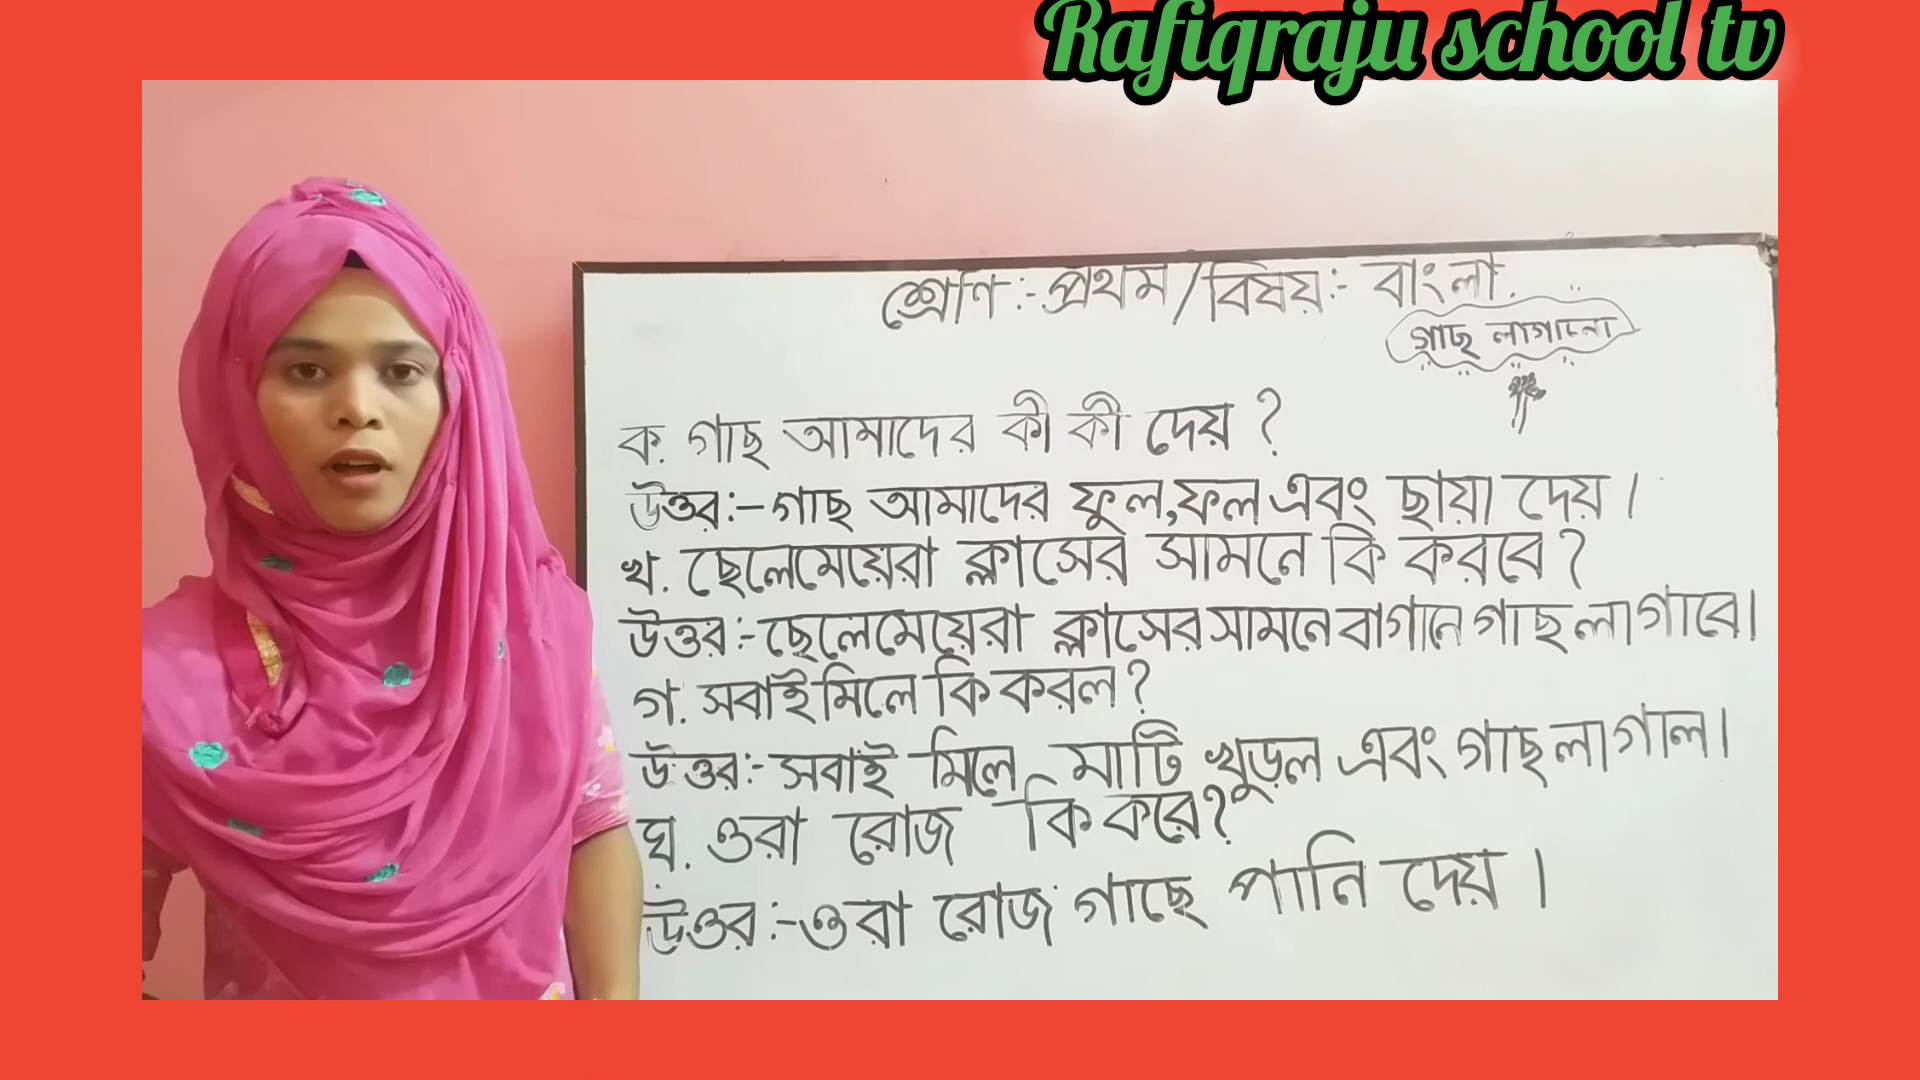 Rafiqraju school tv
শ্রেণি :- প্রথম / বিষয় :- বাংলা.
গাছ লাগানো
ক. গাছ আমাদের কী কী দেয় ?
উত্তর :- গাছ আমাদের ফুল,ফল এবং ছায়া দেয় ।
খ. ছেলেমেয়েরা ক্লাসের সামনে কি করবে ?
উত্তর :- ছেলেমেয়েরা ক্লাসের সামনে বাগানে গাছ লাগাবে।
গ. সবাই মিলে কি করল ?
উত্তর :- সবাই মিলে মাটি খুড়ল এবং গাছ লাগাল।
ঘ. ওরা রোজ কি করে?
উত্তর :- ওরা রোজ গাছে পানি দেয় ।